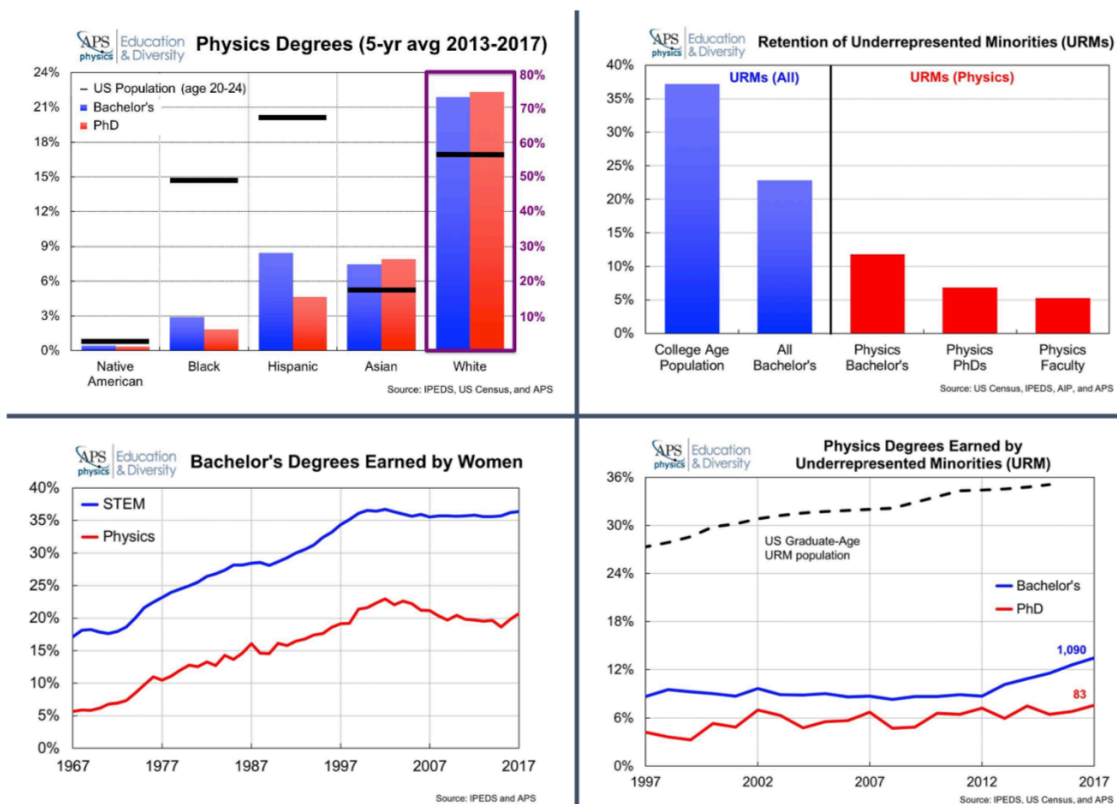 APS physics Education & Diversity
Physics Degrees (5-yr avg 2013-2017)
24%
21%
18%
15%
12%
9%
6%
3%
0%
US Population (age 20-24)
Bachelor's
PhD
80%
70%
60%
50%
40%
30%
20%
10%
Native American
Black
Hispanic
Asian
White
Source: IPEDS, US Census, and APS
APS physics Education & Diversity
Retention of Underrepresented Minorities (URMs)
40%
35%
30%
25%
20%
15%
10%
5%
0%
URMs (All)
URMs (Physics)
College Age Population
All Bachelor's
Physics Bachelor's
Physics PhDs
Physics Faculty
Source: US Census, IPEDS, AIP, and APS
APS physics Education & Diversity
Bachelor's Degrees Earned by Women
40%
35%
30%
25%
20%
15%
10%
5%
0%
STEM
Physics
1967
1977
1987
1997
2007
2017
Source: IPEDS and APS
APS physics Education & Diversity
Physics Degrees Earned by
Underrepresented Minorities (URM)
36%
30%
24%
18%
12%
6%
0%
US Graduate-Age
URM population
Bachelor's
PhD
1,090
83
1997
2002
2007
2012
2017
Source: IPEDS, US Census, and APS